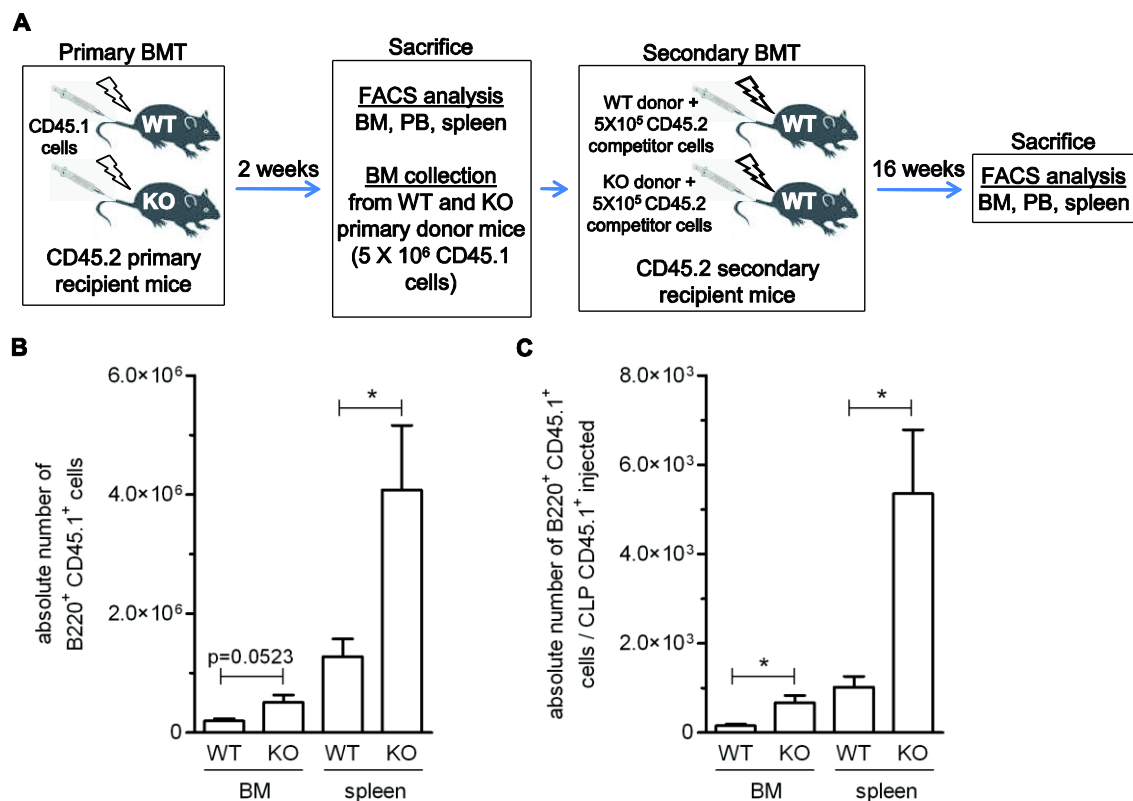 A
Primary BMT
CD45.1
cells
WT
KO
CD45.2 primary
recipient mice
2 weeks
Sacrifice
FACS analysis
BM, PB, spleen
BM collection
from WT and KO
primary donor mice
(5 X 10⁶ CD45.1
cells)
Secondary BMT
WT donor +
5X10⁵ CD45.2
competitor cells
WT
KO donor +
5X10⁵ CD45.2
competitor cells
WT
CD45.2 secondary
recipient mice
16 weeks
Sacrifice
FACS analysis
BM, PB, spleen
B
absolute number of
B220⁺ CD45.1⁺ cells
6.0×10⁶
4.0×10⁶
2.0×10⁶
0
p=0.0523
*
WT KO WT KO
BM spleen
C
absolute number of B220⁺ CD45.1⁺
cells / CLP CD45.1⁺ injected
8.0×10³
6.0×10³
4.0×10³
2.0×10³
0
*
*
WT KO WT KO
BM spleen